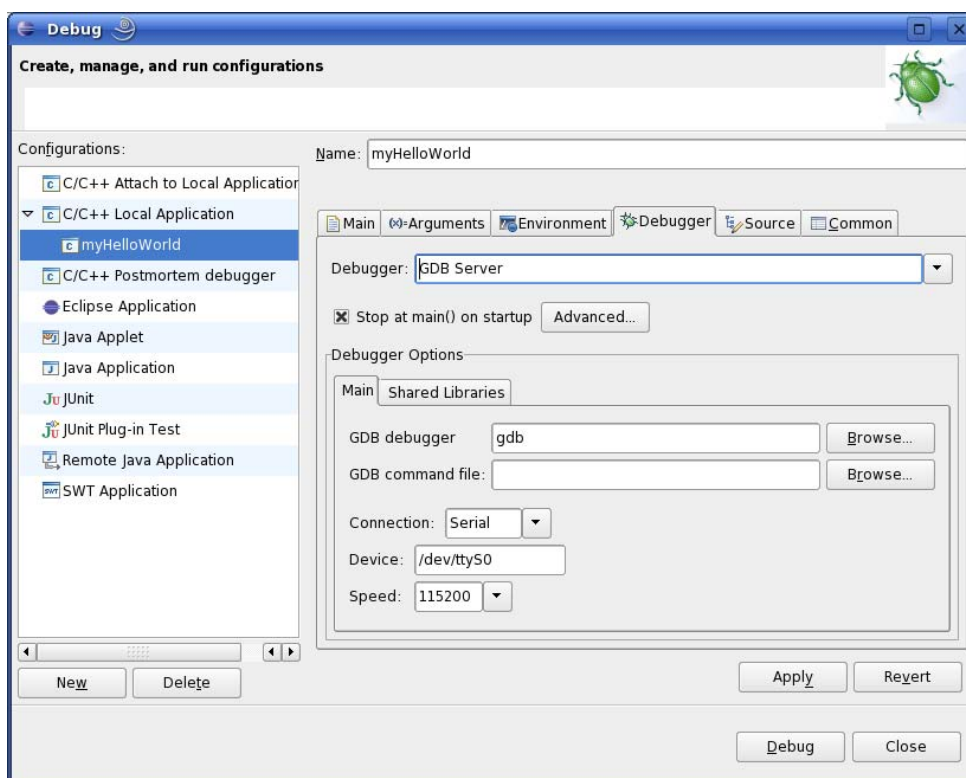 Debug
Create, manage, and run configurations
Configurations:
C/C++ Attach to Local Application
C/C++ Local Application
myHelloWorld
C/C++ Postmortem debugger
Eclipse Application
Java Applet
Java Application
JUnit
JUnit Plug-in Test
Remote Java Application
SWT Application
New Delete
Name: myHelloWorld
Main (x)=Arguments Environment Debugger Source Common
Debugger: GDB Server
Stop at main() on startup Advanced...
Debugger Options
Main Shared Libraries
GDB debugger gdb Browse...
GDB command file: Browse...
Connection: Serial
Device: /dev/ttyS0
Speed: 115200
Apply Revert
Debug Close